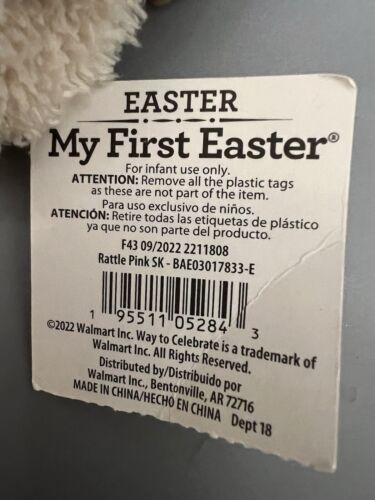 EASTER
My First Easter®
For infant use only.
ATTENTION: Remove all the plastic tags
as these are not part of the item.
Para uso exclusivo de niños.
ATENCIÓN: Retire todas las etiquetas de plástico
ya que no son parte del producto.
F43 09/2022 2211808
Rattle Pink SK - BAE03017833-E
1 95511 05284 3
©2022 Walmart Inc. Way to Celebrate is a trademark of
Walmart Inc. All Rights Reserved.
Distributed by/Distribuido por
Walmart Inc., Bentonville, AR 72716
MADE IN CHINA/HECHO EN CHINA Dept 18